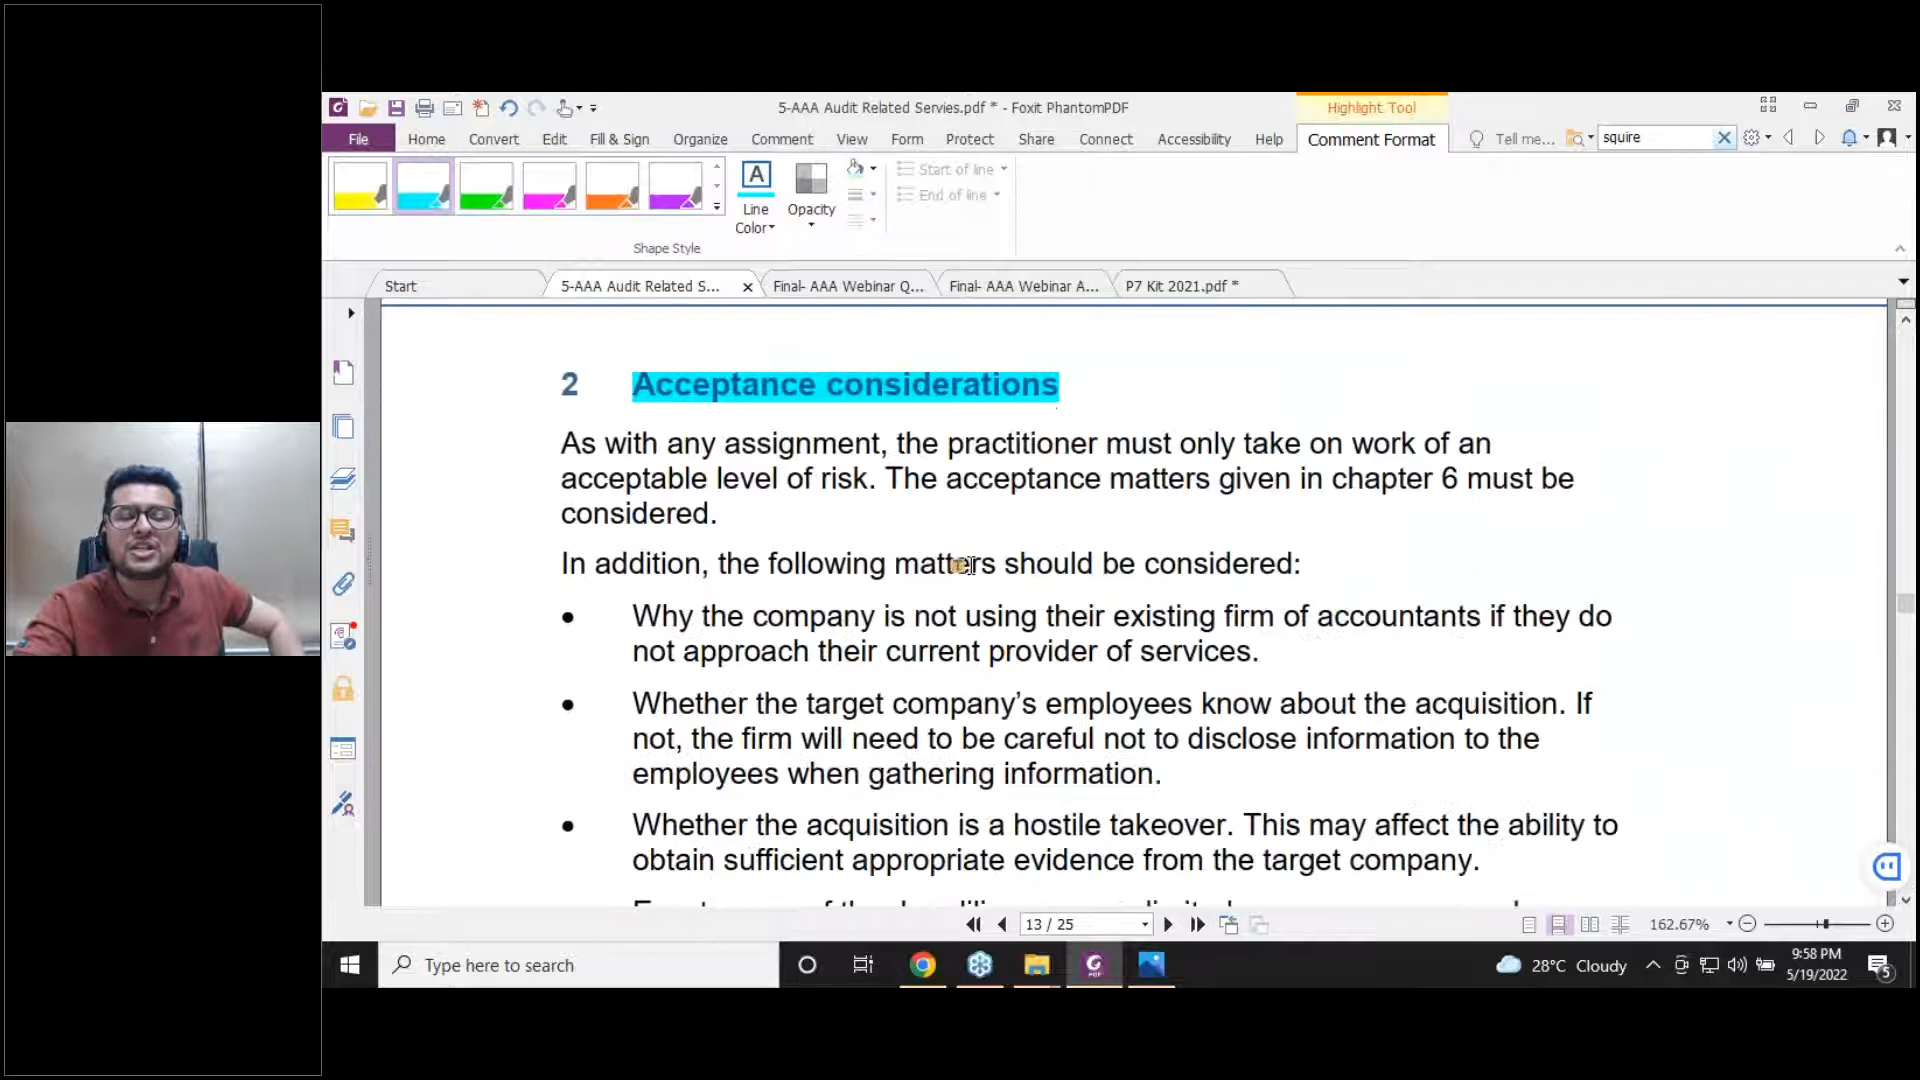 5-AAA Audit Related Servies.pdf * - Foxit PhantomPDF
Highlight Tool
File Home Convert Edit Fill & Sign Organize Comment View Form Protect Share Connect Accessibility Help Comment Format Tell me... squire
Start of line
End of line
Line Color
Opacity
Shape Style
Start 5-AAA Audit Related S... Final- AAA Webinar Q... Final- AAA Webinar A... P7 Kit 2021.pdf *
2 Acceptance considerations
As with any assignment, the practitioner must only take on work of an
acceptable level of risk. The acceptance matters given in chapter 6 must be
considered.
In addition, the following matters should be considered:
• Why the company is not using their existing firm of accountants if they do
not approach their current provider of services.
• Whether the target company’s employees know about the acquisition. If
not, the firm will need to be careful not to disclose information to the
employees when gathering information.
• Whether the acquisition is a hostile takeover. This may affect the ability to
obtain sufficient appropriate evidence from the target company.
13 / 25 162.67%
Type here to search 28°C Cloudy 9:58 PM
5/19/2022 5